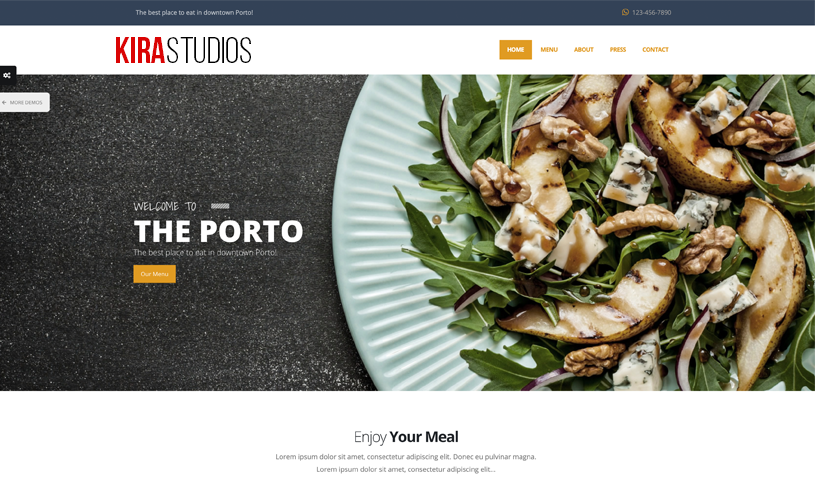 The best place to eat in downtown Porto!
123-456-7890
KIRASTUDIOS
HOME MENU ABOUT PRESS CONTACT
MORE DEMOS
WELCOME TO
THE PORTO
The best place to eat in downtown Porto!
Our Menu
Enjoy Your Meal
Lorem ipsum dolor sit amet, consectetur adipiscing elit. Donec eu pulvinar magna.
Lorem ipsum dolor sit amet, consectetur adipiscing elit...